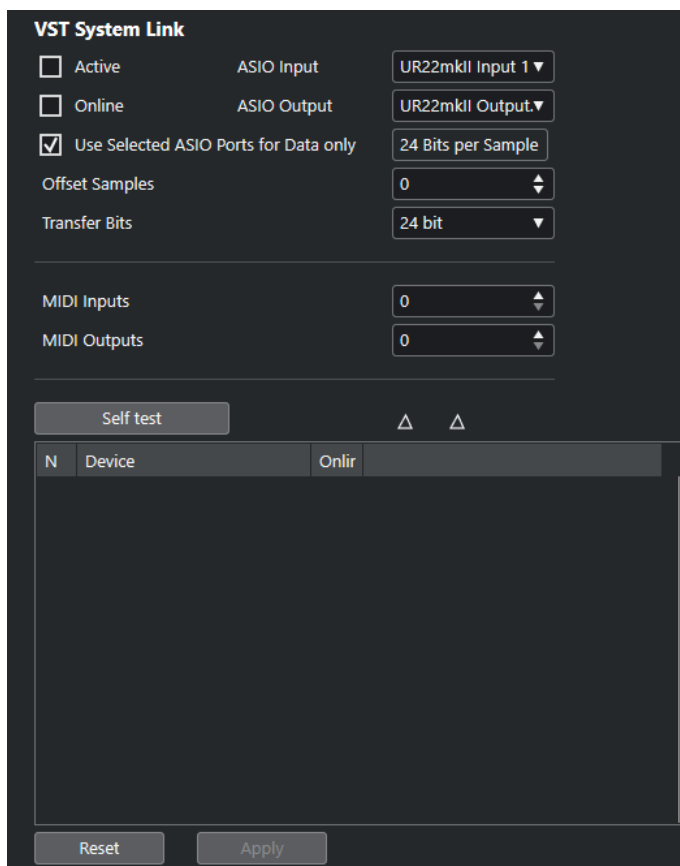 VST System Link
Active ASIO Input UR22mkII Input 1
Online ASIO Output UR22mkII Output.
Use Selected ASIO Ports for Data only 24 Bits per Sample
Offset Samples 0
Transfer Bits 24 bit
MIDI Inputs 0
MIDI Outputs 0
Self test
N Device Onlir
Reset Apply